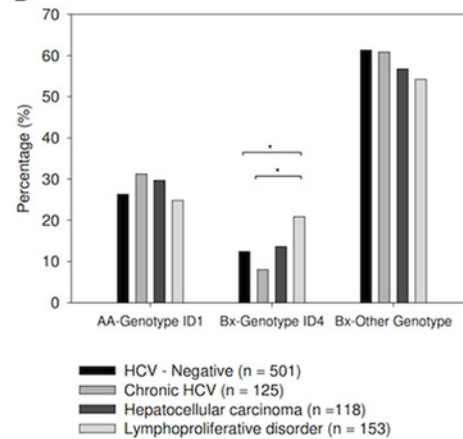 70
60
50
40
30
20
10
0
Percentage (%)
*
*
AA-Genotype ID1 Bx-Genotype ID4 Bx-Other Genotype
HCV - Negative (n = 501)
Chronic HCV (n = 125)
Hepatocellular carcinoma (n =118)
Lymphoproliferative disorder (n = 153)